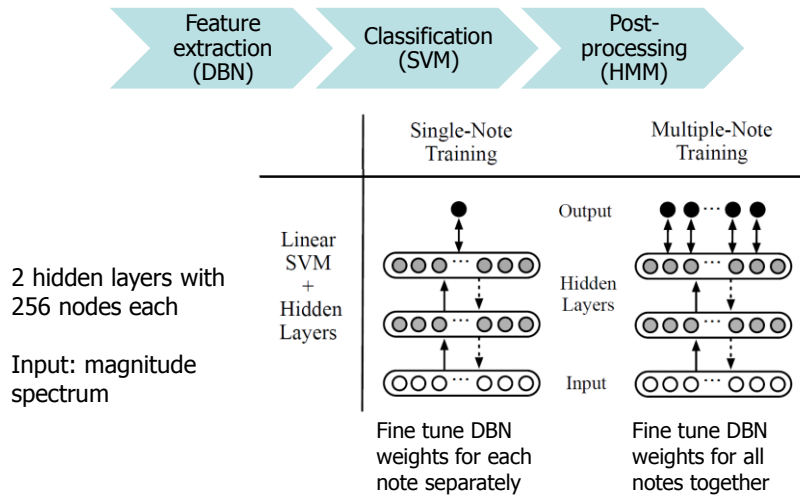 Feature
extraction
(DBN)
Classification
(SVM)
Post-
processing
(HMM)
Single-Note
Training
Multiple-Note
Training
2 hidden layers with
256 nodes each
Input: magnitude
spectrum
Linear
SVM
+
Hidden
Layers
...
...
...
Output
Hidden
Layers
Input
...
...
...
...
Fine tune DBN
weights for each
note separately
Fine tune DBN
weights for all
notes together